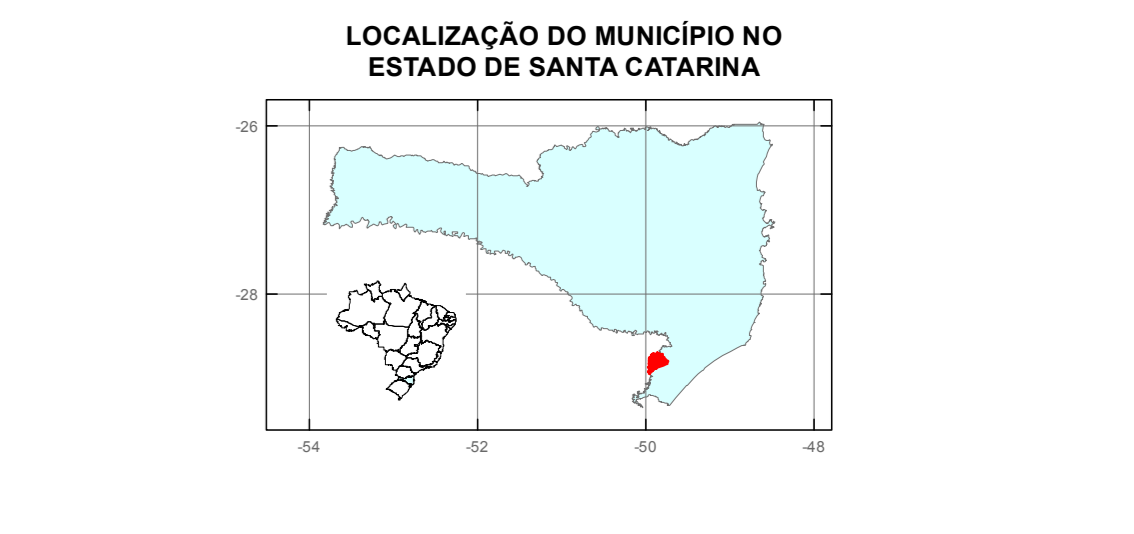 LOCALIZAÇÃO DO MUNICÍPIO NO
ESTADO DE SANTA CATARINA
-26
-28
-54 -52 -50 -48